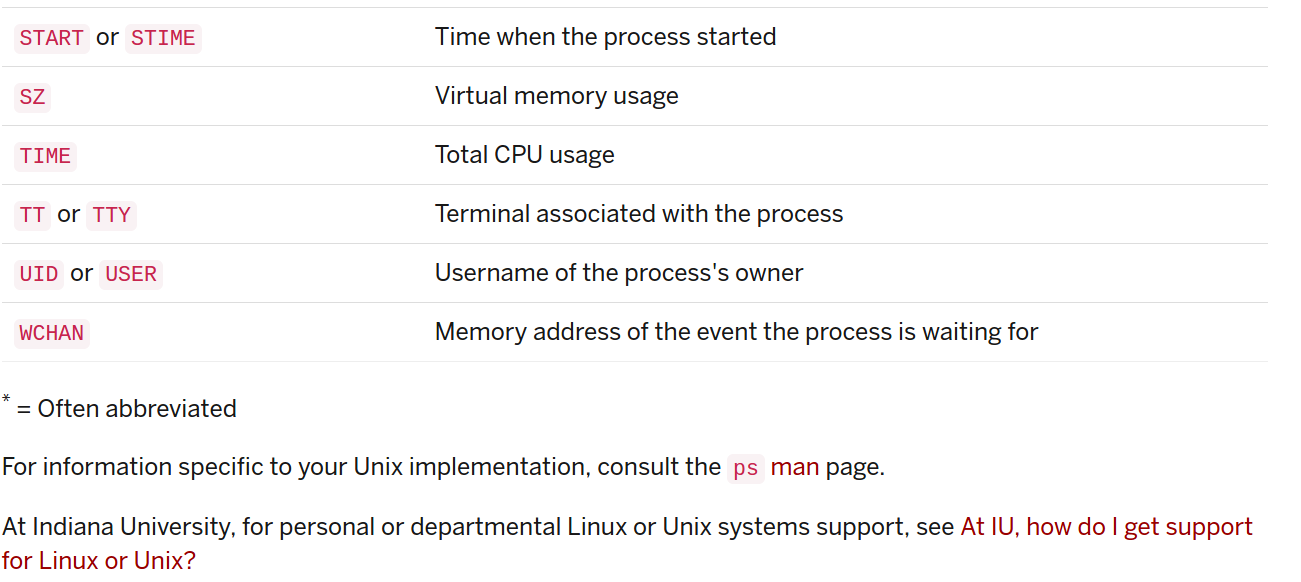 START or STIME Time when the process started
SZ Virtual memory usage
TIME Total CPU usage
TT or TTY Terminal associated with the process
UID or USER Username of the process's owner
WCHAN Memory address of the event the process is waiting for
* = Often abbreviated
For information specific to your Unix implementation, consult the ps man page.
At Indiana University, for personal or departmental Linux or Unix systems support, see At IU, how do I get support
for Linux or Unix?